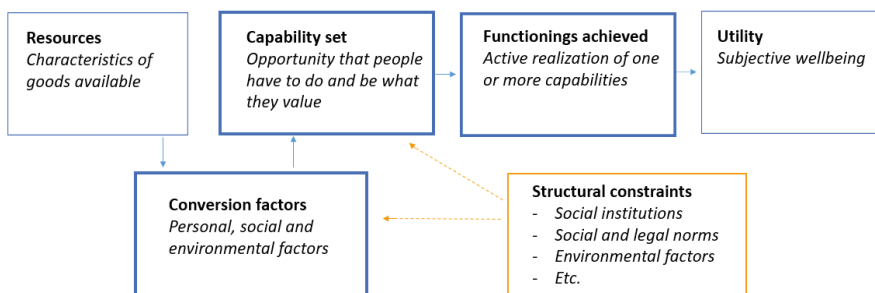 Resources
Characteristics of
goods available
Capability set
Opportunity that people
have to do and be what
they value
Functionings achieved
Active realization of one
or more capabilities
Utility
Subjective wellbeing
Conversion factors
Personal, social and
environmental factors
Structural constraints
- Social institutions
- Social and legal norms
- Environmental factors
- Etc.